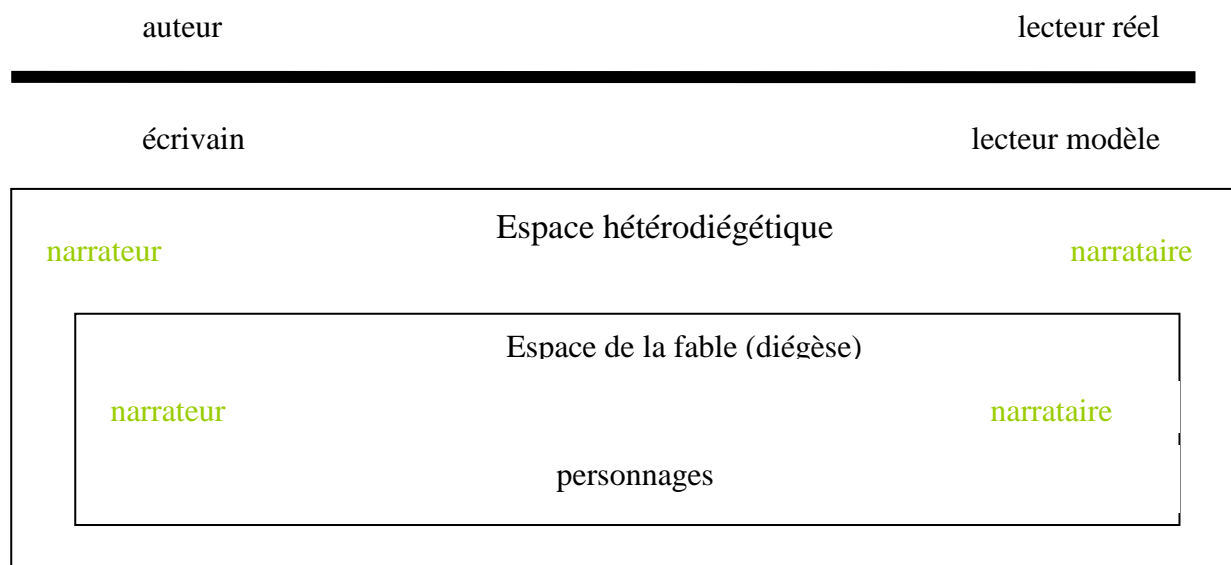 auteur lecteur réel
écrivain lecteur modèle
Espace hétérodiégétique
narrateur narrataire
Espace de la fable (diégèse)
narrateur narrataire
personnages